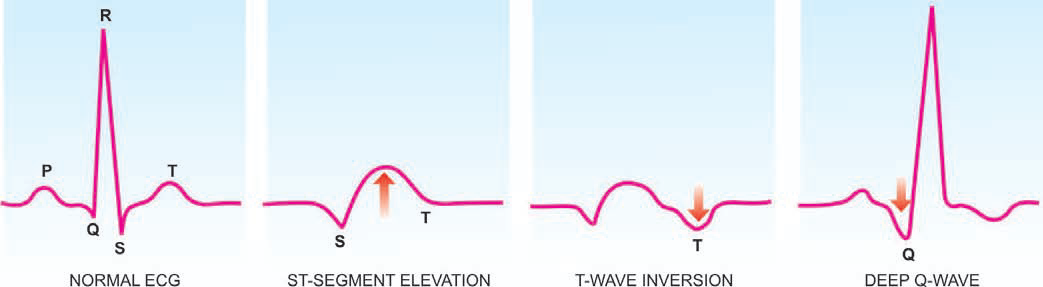 R
P
T
Q
S
NORMAL ECG
S
T
ST-SEGMENT ELEVATION
T
T-WAVE INVERSION
Q
DEEP Q-WAVE